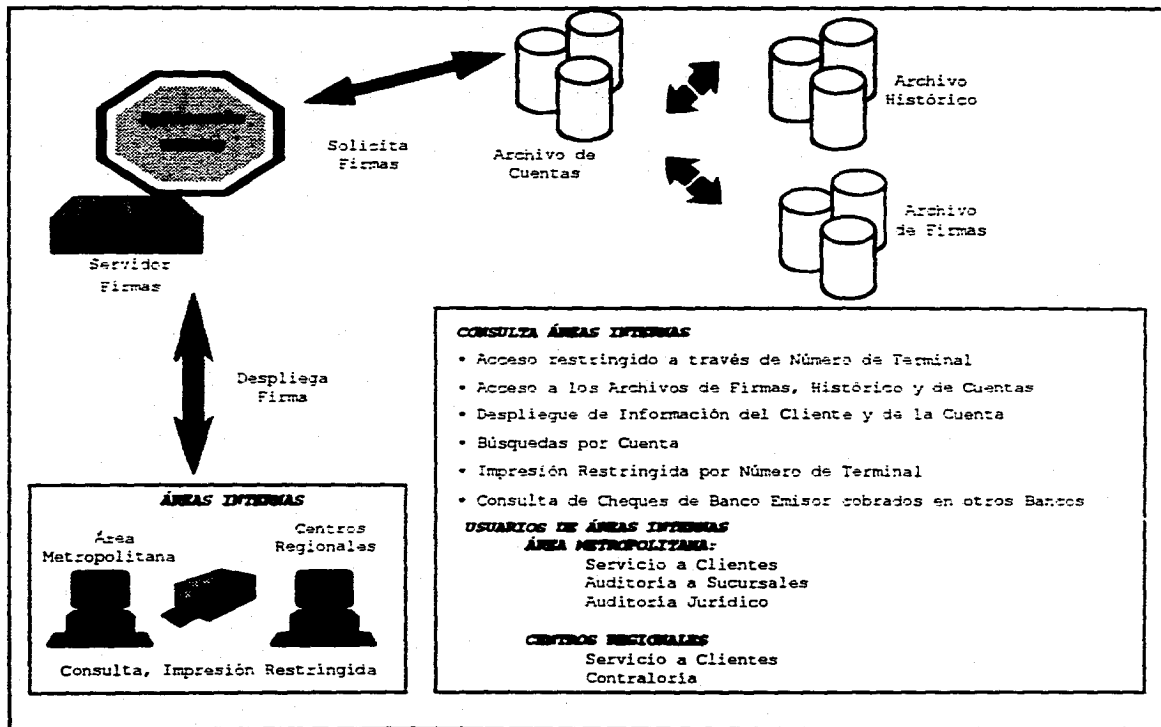 Solicita
Firmas
Archivo de
Cuentas
Archivo
Histórico
Archivo
de Firmas
Servidor
Firmas
Despliega
Firma
ÁREAS INTERNAS
Área
Metropolitana
Centros
Regionales
Consulta, Impresión Restringida
CONSULTA ÁREAS INTERNAS
• Acceso restringido a través de Número de Terminal
• Acceso a los Archivos de Firmas, Histórico y de Cuentas
• Despliegue de Información del Cliente y de la Cuenta
• Búsquedas por Cuenta
• Impresión Restringida por Número de Terminal
• Consulta de Cheques de Banco Emisor cobrados en otros Bancos
USUARIOS DE ÁREAS INTERNAS
ÁREA METROPOLITANA:
Servicio a Clientes
Auditoría a Sucursales
Auditoría Jurídico
CENTROS REGIONALES
Servicio a Clientes
Contraloría